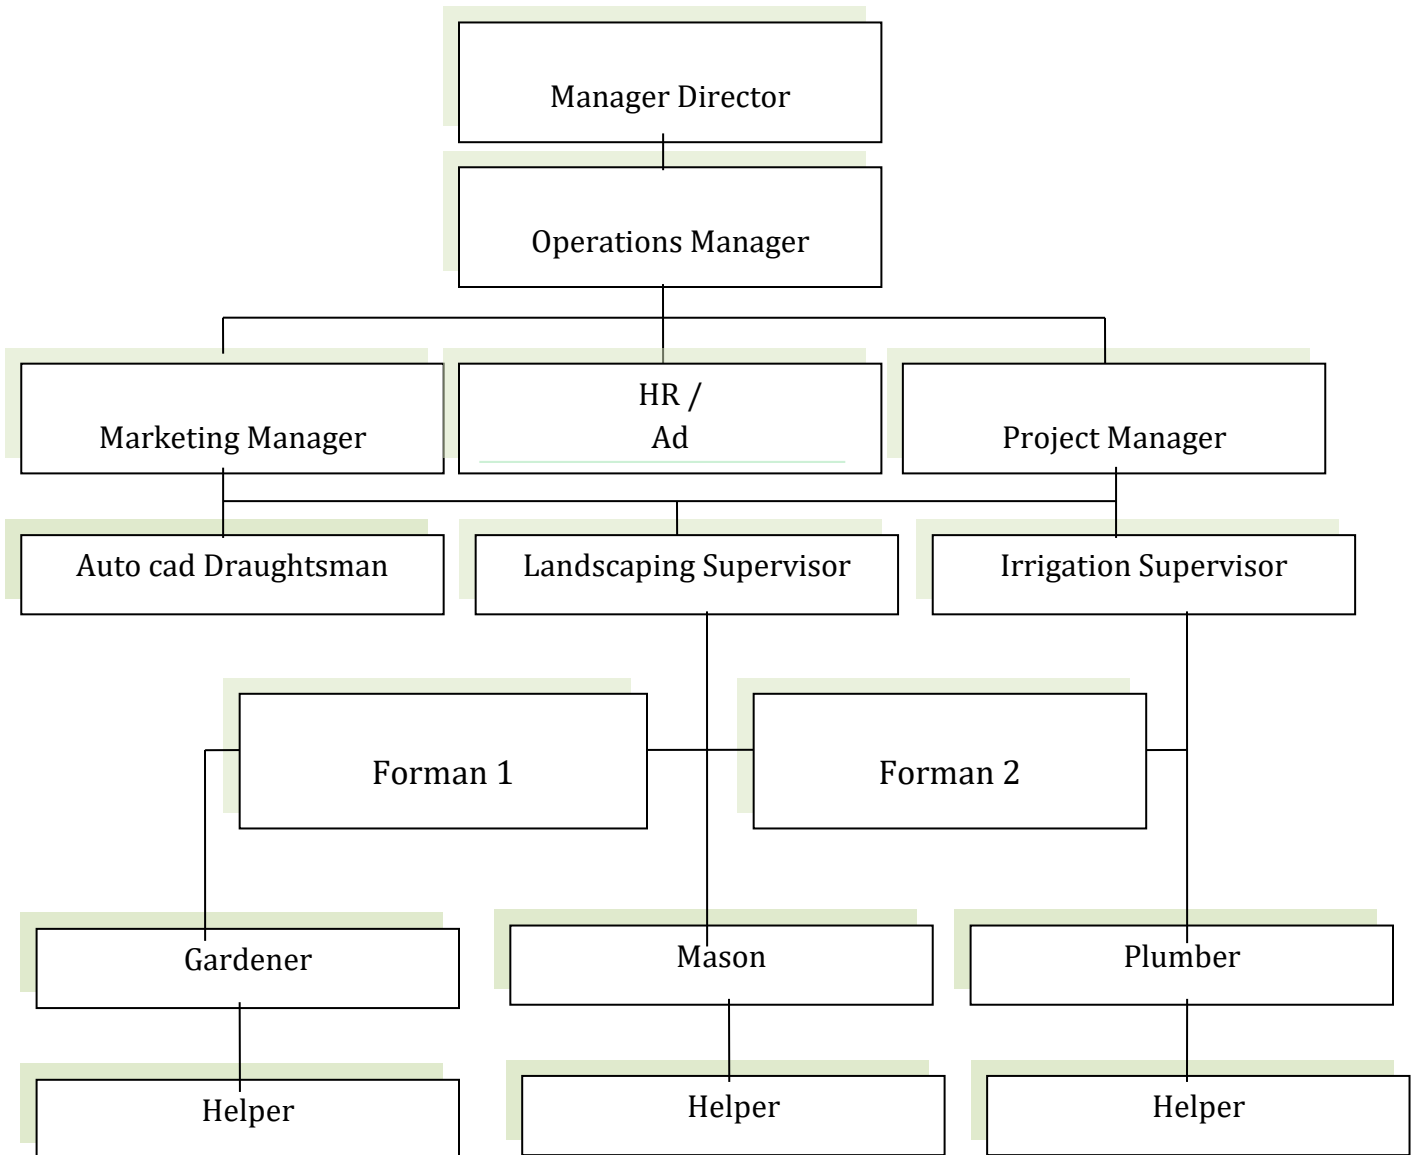 Manager Director
Operations Manager
Marketing Manager
HR /
Ad
Project Manager
Auto cad Draughtsman
Landscaping Supervisor
Irrigation Supervisor
Forman 1
Forman 2
Gardener
Mason
Plumber
Helper
Helper
Helper